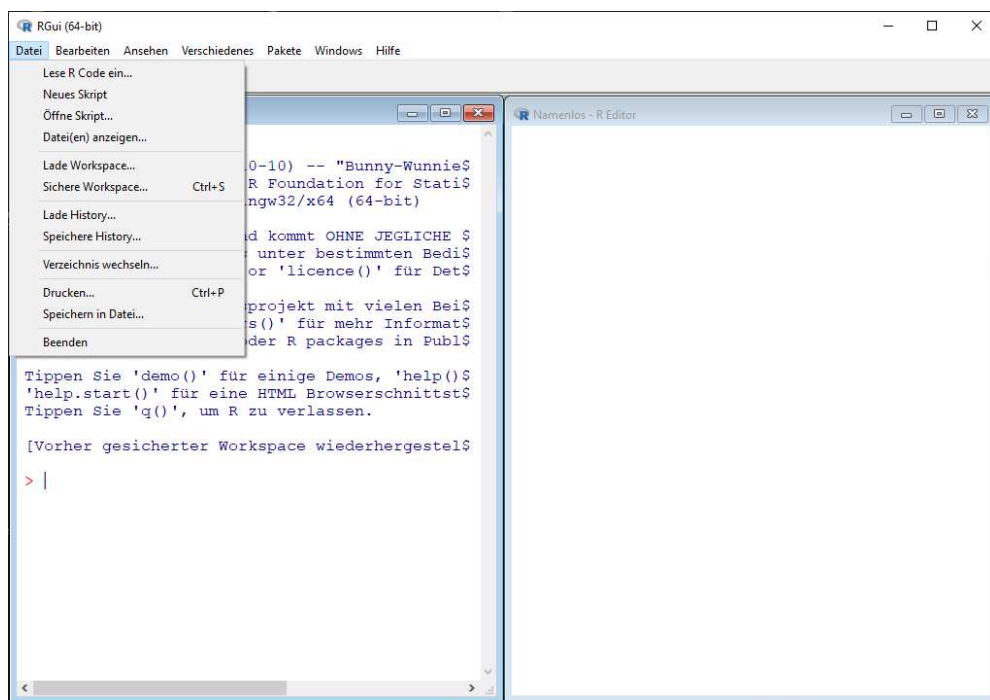 RGui (64-bit)
Datei Bearbeiten Ansehen Verschiedenes Pakete Windows Hilfe
Lese R Code ein...
Neues Skript
Öffne Skript...
Datei(en) anzeigen...
Lade Workspace...
Sichere Workspace... Ctrl+S
Lade History...
Speichere History...
Verzeichnis wechseln...
Drucken... Ctrl+P
Speichern in Datei...
Beenden
0-10) -- "Bunny-Wunnie$
R Foundation for Stati$
ngw32/x64 (64-bit)
d kommt OHNE JEGLICHE $
unter bestimmten Bedi$
or 'licence()' für Det$
projekt mit vielen Bei$
s()' für mehr Informat$
der R packages in Publ$
Tippen Sie 'demo()' für einige Demos, 'help()$
'help.start()' für eine HTML Browserschnittst$
Tippen Sie 'q()', um R zu verlassen.
[Vorher gesicherter Workspace wiederhergestel$
>
Namenlos - R Editor